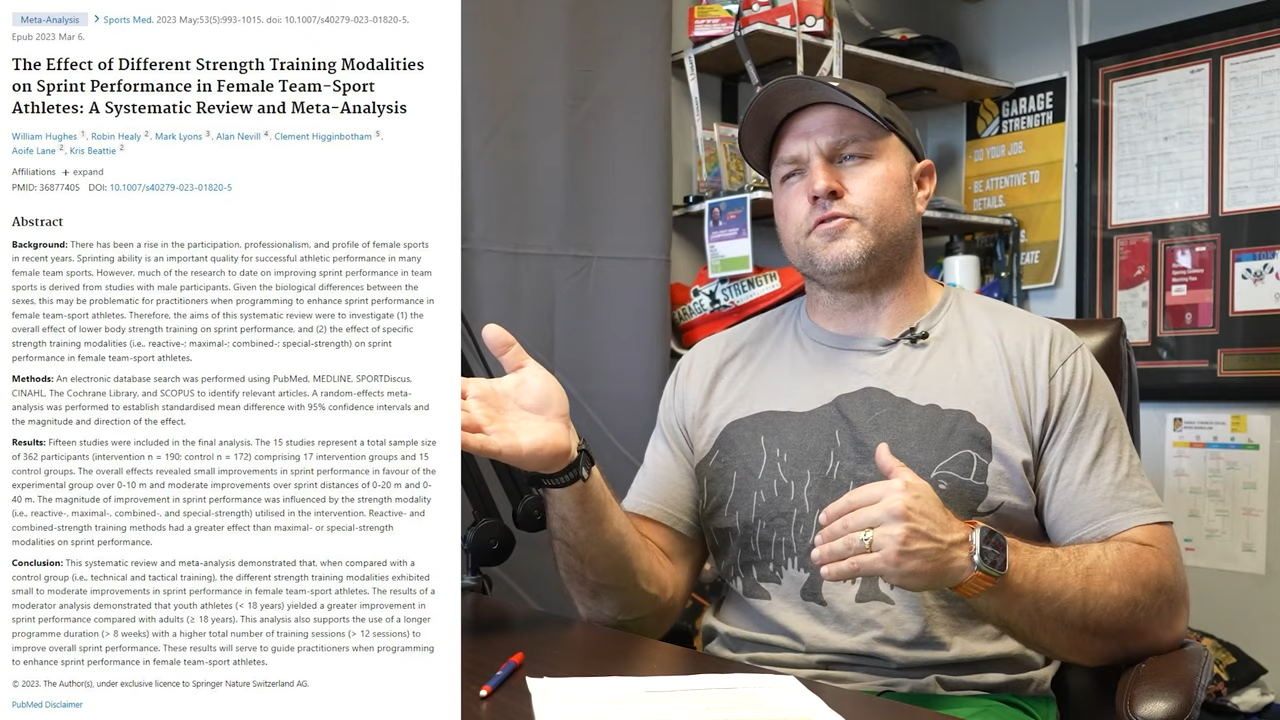 Meta-Analysis > Sports Med. 2023 May;53(5):993-1015. doi: 10.1007/s40279-023-01820-5.
Epub 2023 Mar 6.
The Effect of Different Strength Training Modalities
on Sprint Performance in Female Team-Sport
Athletes: A Systematic Review and Meta-Analysis
William Hughes 1, Robin Healy 2, Mark Lyons 3, Alan Nevill 4, Clement Higginbotham 5,
Aoife Lane 2, Kris Beattie 2
Affiliations + expand
PMID: 36877405 DOI: 10.1007/s40279-023-01820-5
Abstract
Background: There has been a rise in the participation, professionalism, and profile of female sports
in recent years. Sprinting ability is an important quality for successful athletic performance in many
female team sports. However, much of the research to date on improving sprint performance in team
sports is derived from studies with male participants. Given the biological differences between the
sexes, this may be problematic for practitioners when programming to enhance sprint performance in
female team-sport athletes. Therefore, the aims of this systematic review were to investigate (1) the
overall effect of lower body strength training on sprint performance, and (2) the effect of specific
strength training modalities (i.e., reactive-; maximal-; combined-; special-strength) on sprint
performance in female team-sport athletes.
Methods: An electronic database search was performed using PubMed, MEDLINE, SPORTDiscus,
CINAHL, The Cochrane Library, and SCOPUS to identify relevant articles. A random-effects meta-
analysis was performed to establish standardised mean difference with 95% confidence intervals and
the magnitude and direction of the effect.
Results: Fifteen studies were included in the final analysis. The 15 studies represent a total sample size
of 362 participants (intervention n = 190; control n = 172) comprising 17 intervention groups and 15
control groups. The overall effects revealed small improvements in sprint performance in favour of the
experimental group over 0-10 m and moderate improvements over sprint distances of 0-20 m and 0-
40 m. The magnitude of improvement in sprint performance was influenced by the strength modality
(i.e., reactive-, maximal-, combined-, and special-strength) utilised in the intervention. Reactive- and
combined-strength training methods had a greater effect than maximal- or special-strength
modalities on sprint performance.
Conclusion: This systematic review and meta-analysis demonstrated that, when compared with a
control group (i.e., technical and tactical training), the different strength training modalities exhibited
small to moderate improvements in sprint performance in female team-sport athletes. The results of a
moderator analysis demonstrated that youth athletes (< 18 years) yielded a greater improvement in
sprint performance compared with adults (≥ 18 years). This analysis also supports the use of a longer
programme duration (> 8 weeks) with a higher total number of training sessions (> 12 sessions) to
improve overall sprint performance. These results will serve to guide practitioners when programming
to enhance sprint performance in female team-sport athletes.
© 2023. The Author(s), under exclusive licence to Springer Nature Switzerland AG.
PubMed Disclaimer
GARAGE
STRENGTH
- DO YOUR JOB.
- BE ATTENTIVE TO
DETAILS.
GARAGE STRENGTH